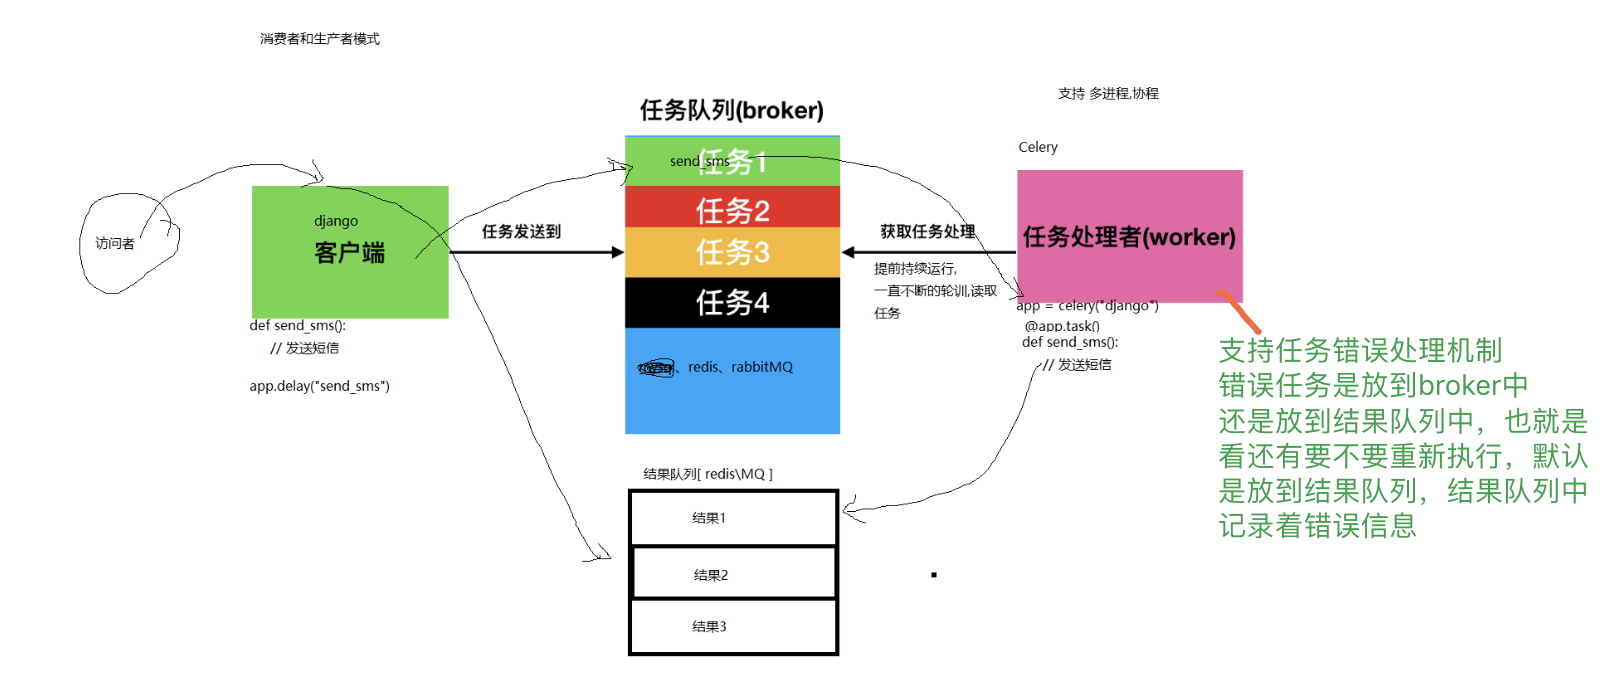 消费者和生产者模式
支持 多进程,协程
任务队列(broker)
Celery
send_sms
任务1
django
任务2
任务处理者(worker)
访问者
客户端
任务发送到
获取任务处理
任务3
提前持续运行,
一直不断的轮训,读取
任务
任务4
def send_sms():
// 发送短信
app.delay("send_sms")
app = celery("django")
@app.task()
def send_sms():
// 发送短信
、redis、rabbitMQ
支持任务错误处理机制
错误任务是放到broker中
还是放到结果队列中，也就是
看还有要不要重新执行，默认
是放到结果队列，结果队列中
记录着错误信息
结果队列[ redis\MQ ]
结果1
结果2
结果3